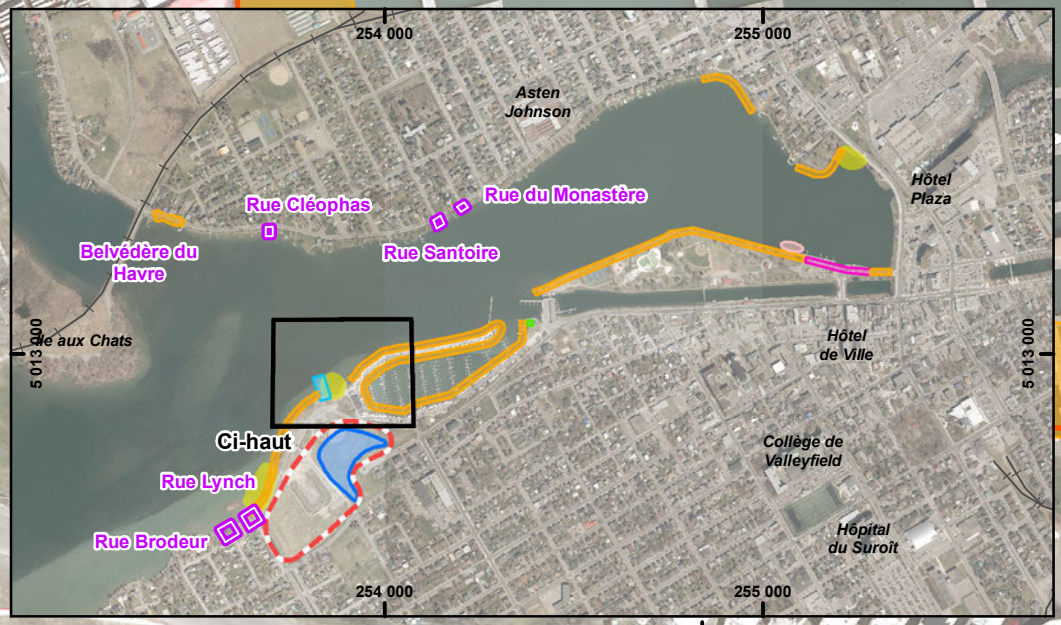 254 000
255 000
Asten
Johnson
Hôtel
Plaza
Rue Cléophas
Rue du Monastère
Rue Santoire
Belvédère du
Havre
Île aux Chats
5 013 000
5 013 000
Hôtel
de Ville
Ci-haut
Collège de
Valleyfield
Rue Lynch
Rue Brodeur
Hôpital
du Suroît
254 000
255 000